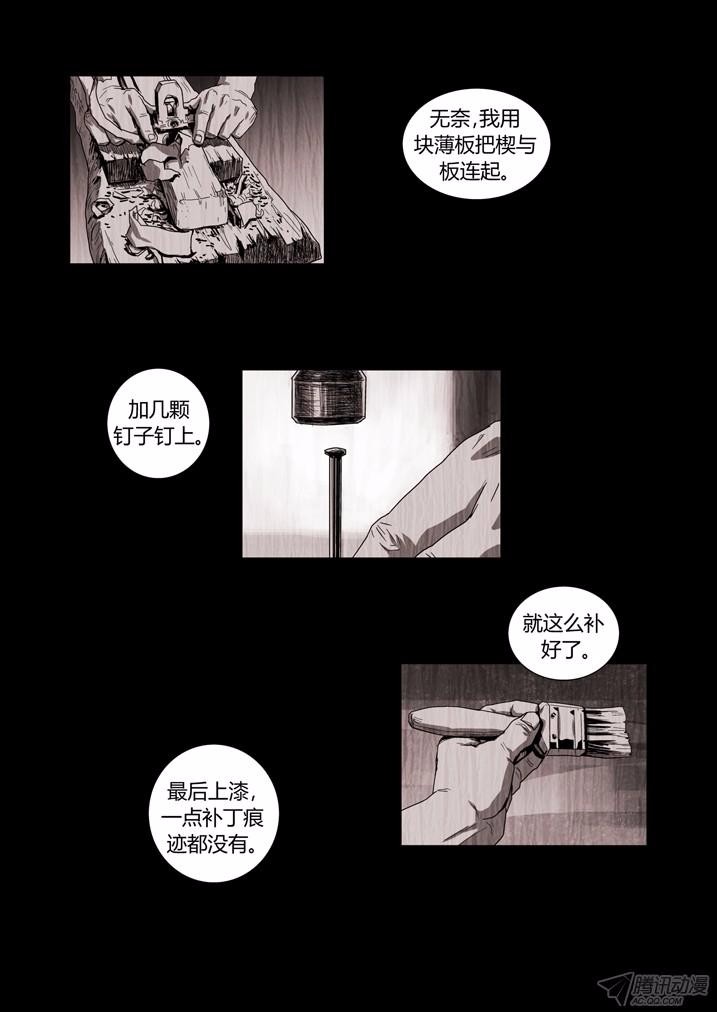 无奈，我用
块薄板把楔与
板连起。
加几颗
钉子钉上。
就这么补
好了。
最后上漆，
一点补丁痕
迹都没有。
腾讯动漫
AC.QQ.COM